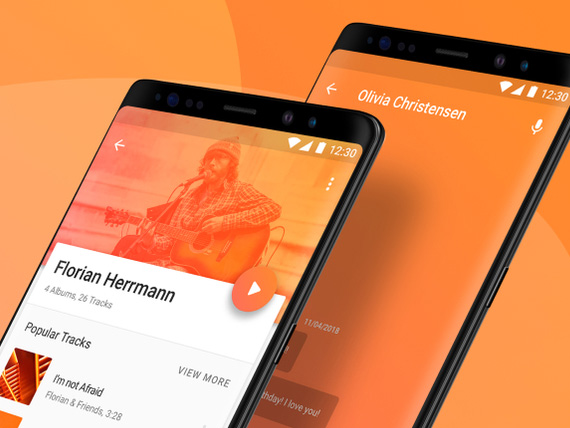 12:30
Florian Herrmann
4 Albums, 26 Tracks
Popular Tracks
VIEW MORE
I'm not Afraid
Florian & Friends, 3:28
12:30
Olivia Christensen
11/04/2018
thday! I love you!